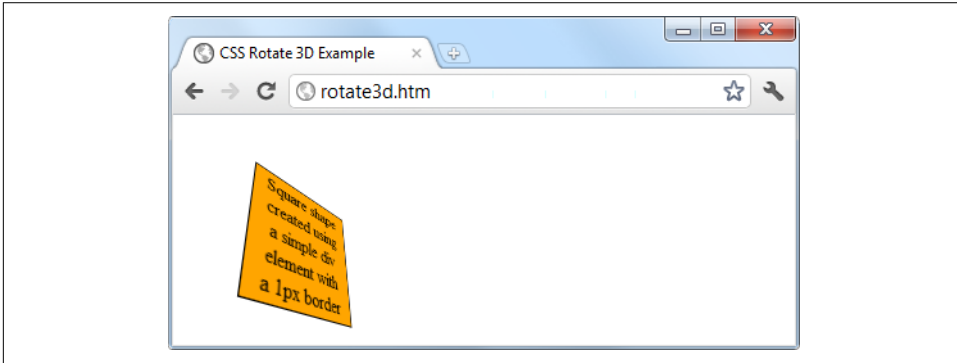 CSS Rotate 3D Example
rotate3d.htm
Square shape
created using
a simple div
element with
a 1px border